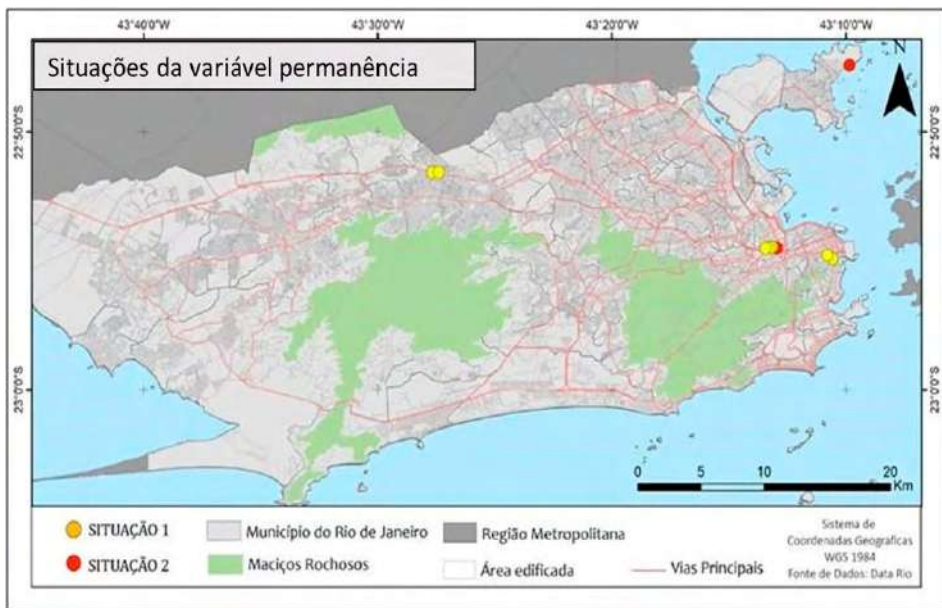 43°40'0"W 43°30'0"W 43°20'0"W 43°10'0"W
Situações da variável permanência
N
22°50'0"S 22°50'0"S
23°0'0"S 23°0'0"S
0 5 10 20
Km
SITUAÇÃO 1 Município do Rio de Janeiro Região Metropolitana
SITUAÇÃO 2 Maciços Rochosos Área edificada Vias Principais
Sistema de
Coordenadas Geograficas
WGS 1984
Fonte de Dados: Data Rio